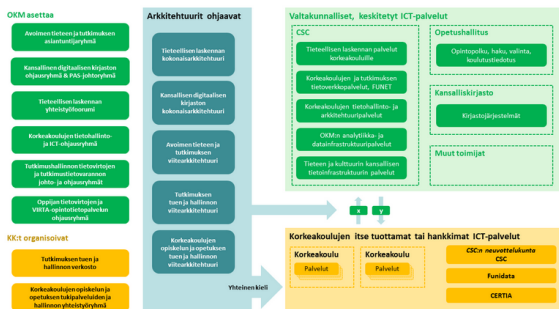 OKM asettaa
Avoimen tieteen ja tutkimuksen
asiantuntijaryhmä
Kansallinen digitaalisen kirjaston
ohjausryhmä & PAS-johtoryhmä
Tieteellisen laskennan
yhteistyöfoorumi
Korkeakoulujen tietohallinto-
ja ICT-ohjausryhmä
Tutkimushallinnon tietovirtojen
ja tutkimustietovarannon
johto- ja ohjausryhmät
Oppijan tietovirtojen ja
VIRTA-opintotietopalvekun
ohjausryhmä
KK:t organisoivat
Tutkimuksen tuen ja
hallinnon verkosto
Korkeakoulujen opiskelun ja
opetuksen tukipalveluiden ja
hallinnon yhteistyöryhmä
Arkkitehtuurit ohjaavat
Tieteellisen laskennan
kokonaisarkkitehtuuri
Kansallisen digitaalisen
kirjaston
kokonaisarkkitehtuuri
Avoimen tieteen ja
tutkimuksen
viitearkkitehtuuri
Tutkimuksen
tuen ja hallinnon
viitearkkitehtuuri
Korkeakoulujen
opiskelun ja opetuksen
tuen ja hallinnon
viitearkkitehtuuri
Yhteinen kieli
Valtakunnalliset, keskitetyt ICT-palvelut
CSC
Tieteellisen laskennan palvelut
korkeakouluille
Korkeakoulujen ja tutkimuksen
tietoverkkopalvelut, FUNET
Korkeakoulujen tietohallinto- ja
arkkitehtuuripalvelut
OKM:n analytiikka- ja
datainfrastruktuuripalvelut
Tieteen ja kulttuurin kansallisen
tietoinfrastruktuurin palvelut
Opetushallitus
Opintopolku, haku, valinta,
koulutustiedotus
Kansalliskirjasto
Kirjastojärjestelmät
Muut toimijat
x y
Korkeakoulujen itse tuottamat tai hankkimat ICT-palvelut
Korkeakoulu
Palvelut
Korkeakoulu
Palvelut
CSC:n neuvottelukunta
CSC
Funidata
CERTIA